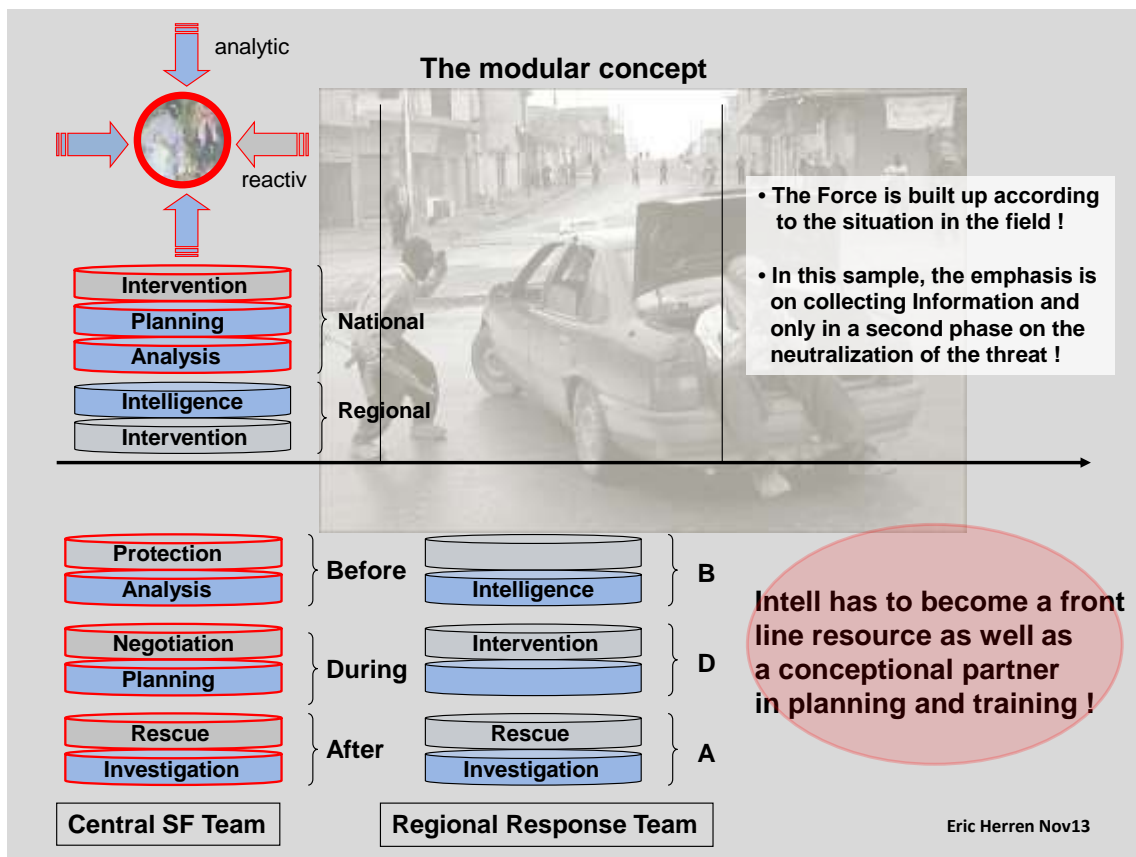 analytic
The modular concept
reactiv
• The Force is built up according
to the situation in the field !
• In this sample, the emphasis is
on collecting Information and
only in a second phase on the
neutralization of the threat !
Intervention
Planning
Analysis
National
Intelligence
Intervention
Regional
Protection
Analysis
Before
Intelligence
B
Negotiation
Planning
During
Intervention
D
Rescue
Investigation
After
Rescue
Investigation
A
Intell has to become a front
line resource as well as
a conceptional partner
in planning and training !
Central SF Team
Regional Response Team
Eric Herren Nov13